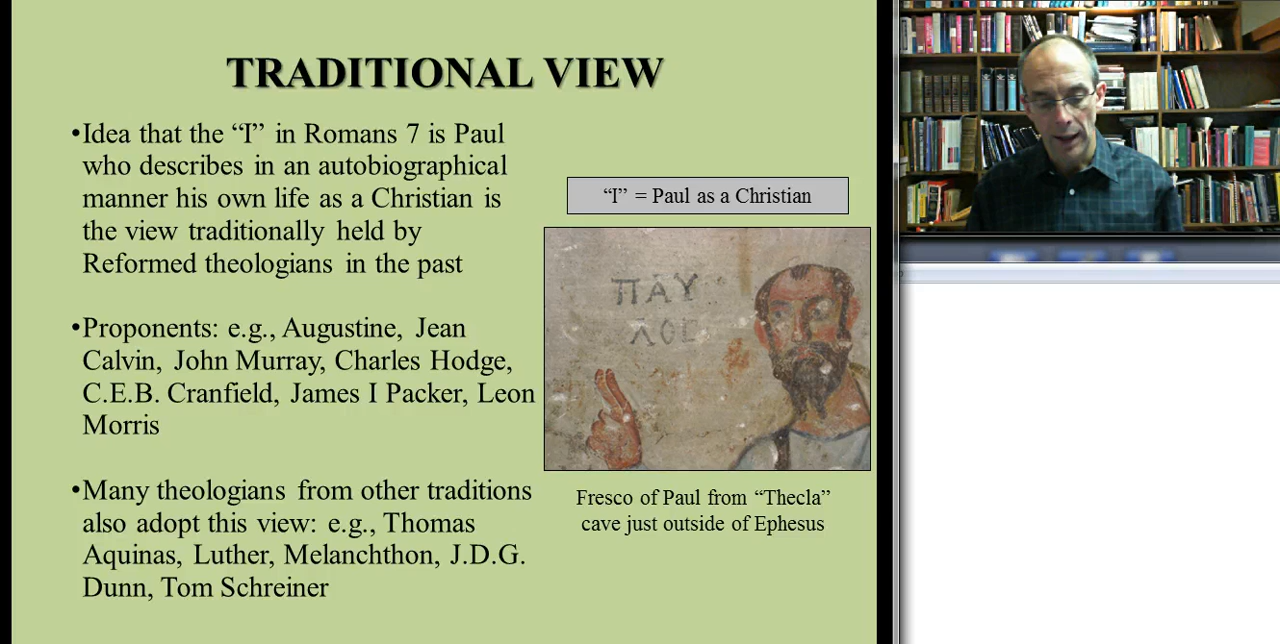 TRADITIONAL VIEW
•Idea that the “I” in Romans 7 is Paul
who describes in an autobiographical
manner his own life as a Christian is
the view traditionally held by
Reformed theologians in the past
•Proponents: e.g., Augustine, Jean
Calvin, John Murray, Charles Hodge,
C.E.B. Cranfield, James I Packer, Leon
Morris
•Many theologians from other traditions
also adopt this view: e.g., Thomas
Aquinas, Luther, Melanchthon, J.D.G.
Dunn, Tom Schreiner
“I” = Paul as a Christian
ΠΑΥ
ΛΟC
Fresco of Paul from “Thecla”
cave just outside of Ephesus